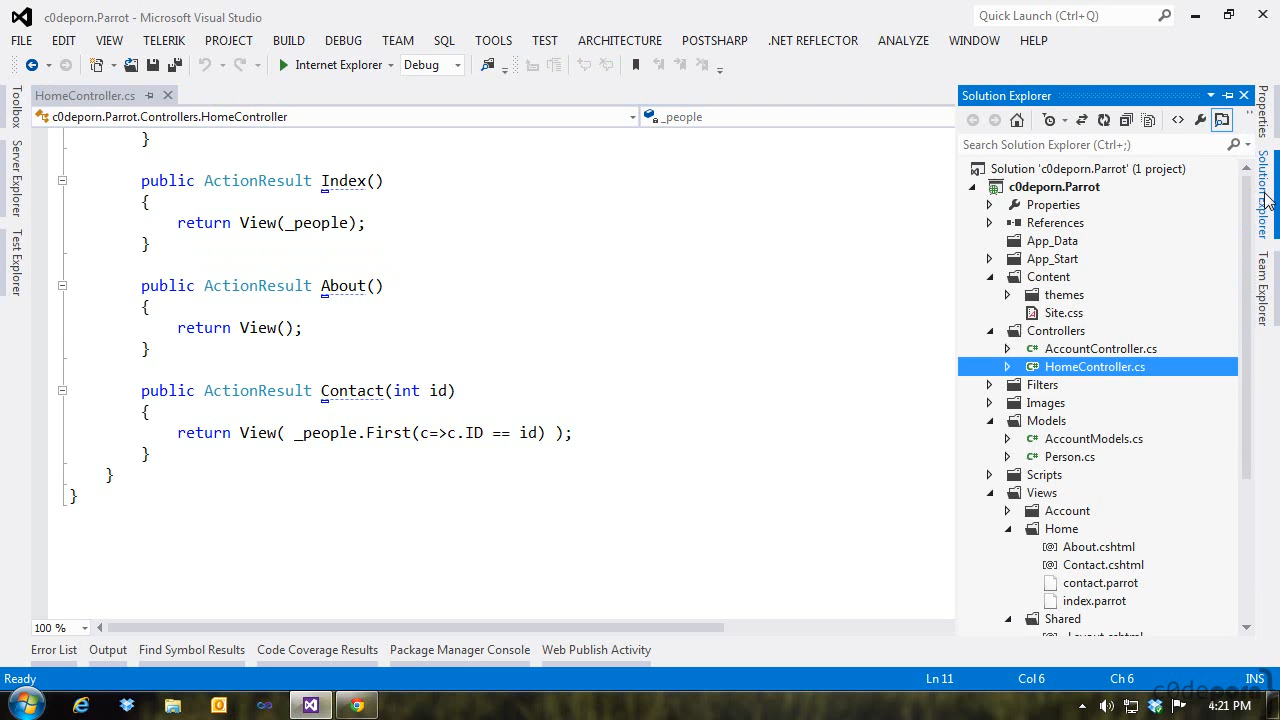 c0deporn.Parrot - Microsoft Visual Studio
Quick Launch (Ctrl+Q)
FILE EDIT VIEW TELERIK PROJECT BUILD DEBUG TEAM SQL TOOLS TEST ARCHITECTURE POSTSHARP .NET REFLECTOR ANALYZE WINDOW HELP
Internet Explorer Debug
HomeController.cs
c0deporn.Parrot.Controllers.HomeController
_people
}
public ActionResult Index()
{
return View(_people);
}
public ActionResult About()
{
return View();
}
public ActionResult Contact(int id)
{
return View( _people.First(c=>c.ID == id) );
}
}
}
100 %
Toolbox
Server Explorer
Test Explorer
Solution Explorer
Search Solution Explorer (Ctrl+;)
Solution 'c0deporn.Parrot' (1 project)
c0deporn.Parrot
Properties
References
App_Data
App_Start
Content
themes
Site.css
Controllers
AccountController.cs
HomeController.cs
Filters
Images
Models
AccountModels.cs
Person.cs
Scripts
Views
Account
Home
About.cshtml
Contact.cshtml
contact.parrot
index.parrot
Shared
_Layout.cshtml
Properties
Solution Explorer
Team Explorer
Error List Output Find Symbol Results Code Coverage Results Package Manager Console Web Publish Activity
Ready Ln 11 Col 6 Ch 6 INS
c0deporn}
4:21 PM